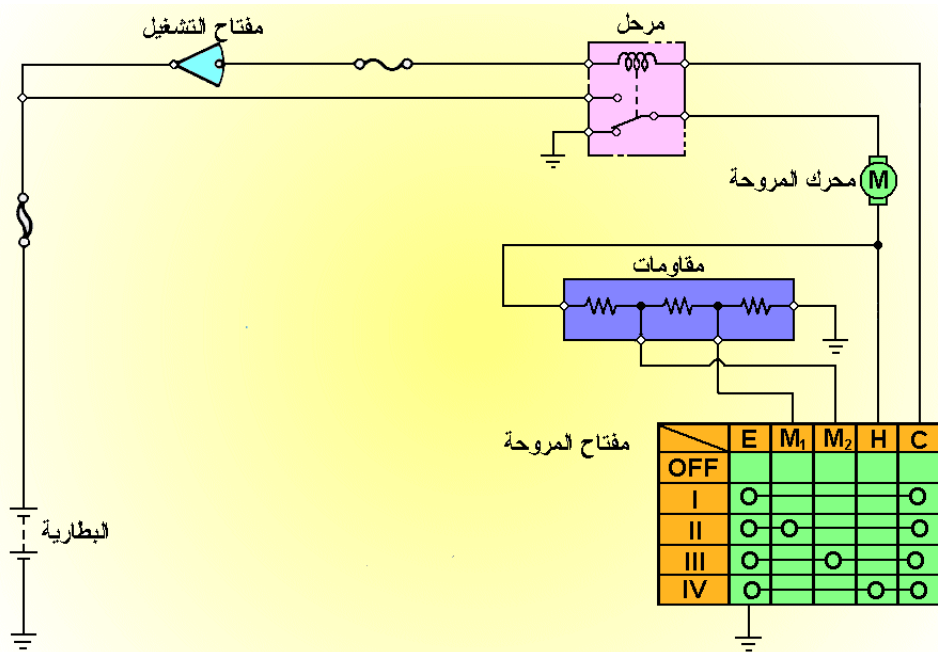 مفتاح التشغيل
مرحل
محرك المروحة
M
مقاومات
مفتاح المروحة
E M₁ M₂ H C
OFF
I
II
III
IV
البطارية